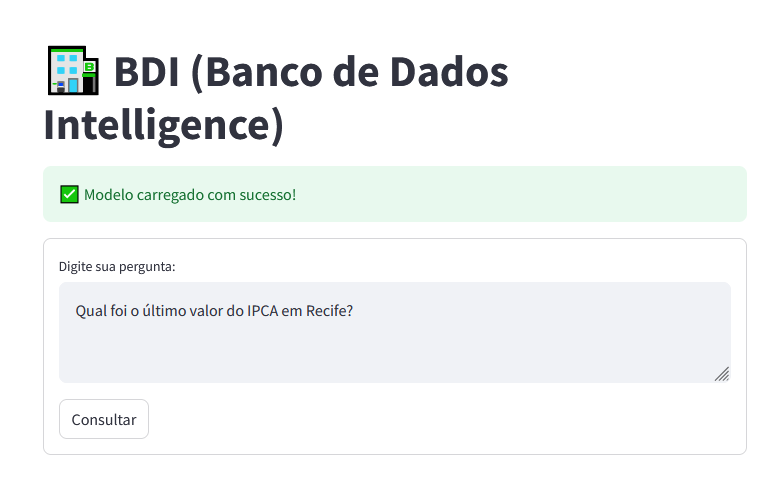 BDI (Banco de Dados
Intelligence)
Modelo carregado com sucesso!
Digite sua pergunta:
Qual foi o último valor do IPCA em Recife?
Consultar